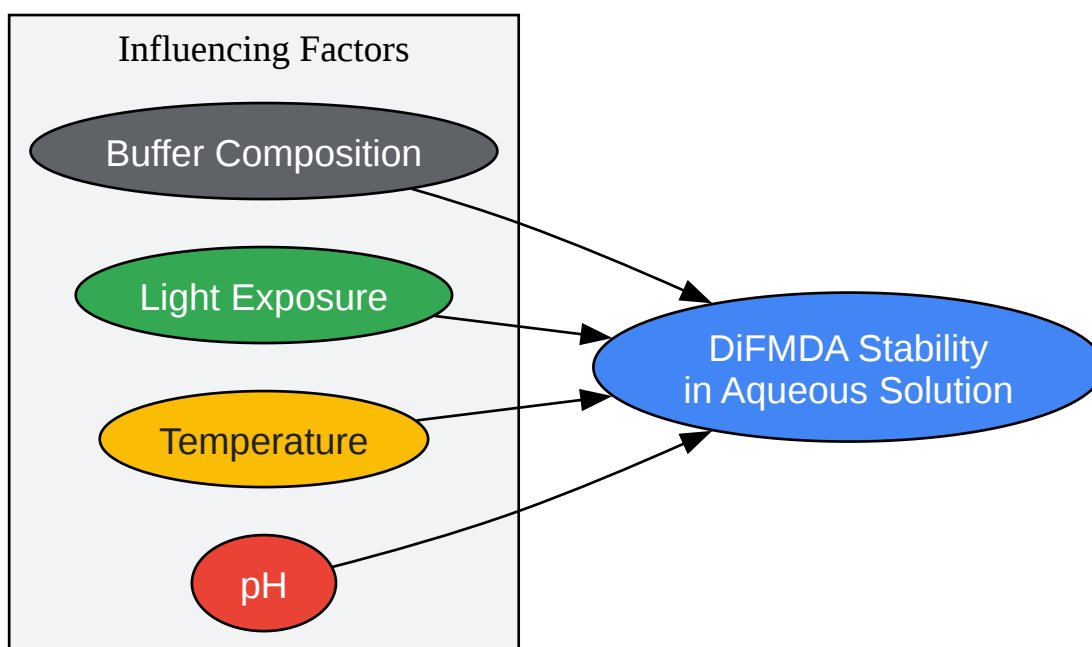 Influencing Factors
Buffer Composition
Light Exposure
Temperature
pH
DiFMDA Stability
in Aqueous Solution